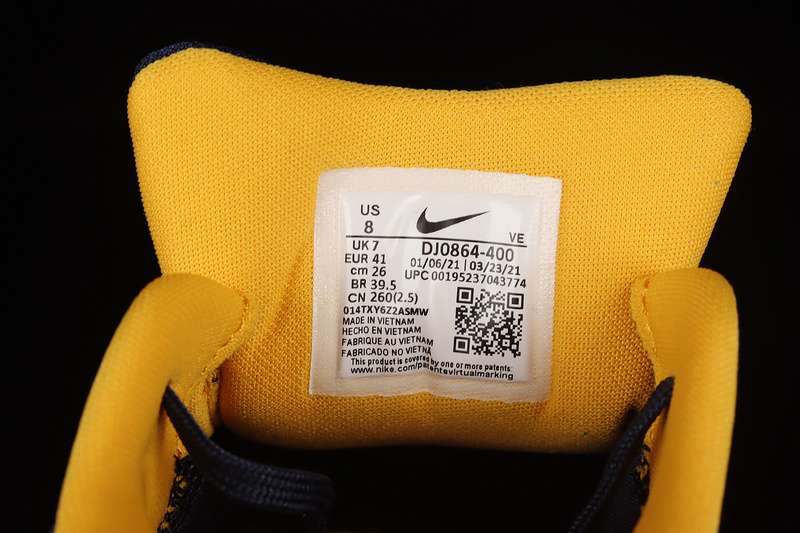 US
8
VE
UK 7
EUR 41
cm 26
BR 39.5
CN 260(2.5)
DJ0864-400
01/06/21 | 03/23/21
UPC 00195237043774
014TXY6Z2ASMW
MADE IN VIETNAM
HECHO EN VIETNAM
FABRIQUE AU VIETNAM
FABRICADO NO VIETNA
This product is covered by one or more patents
www.nike.com/patentsvirtualmarking